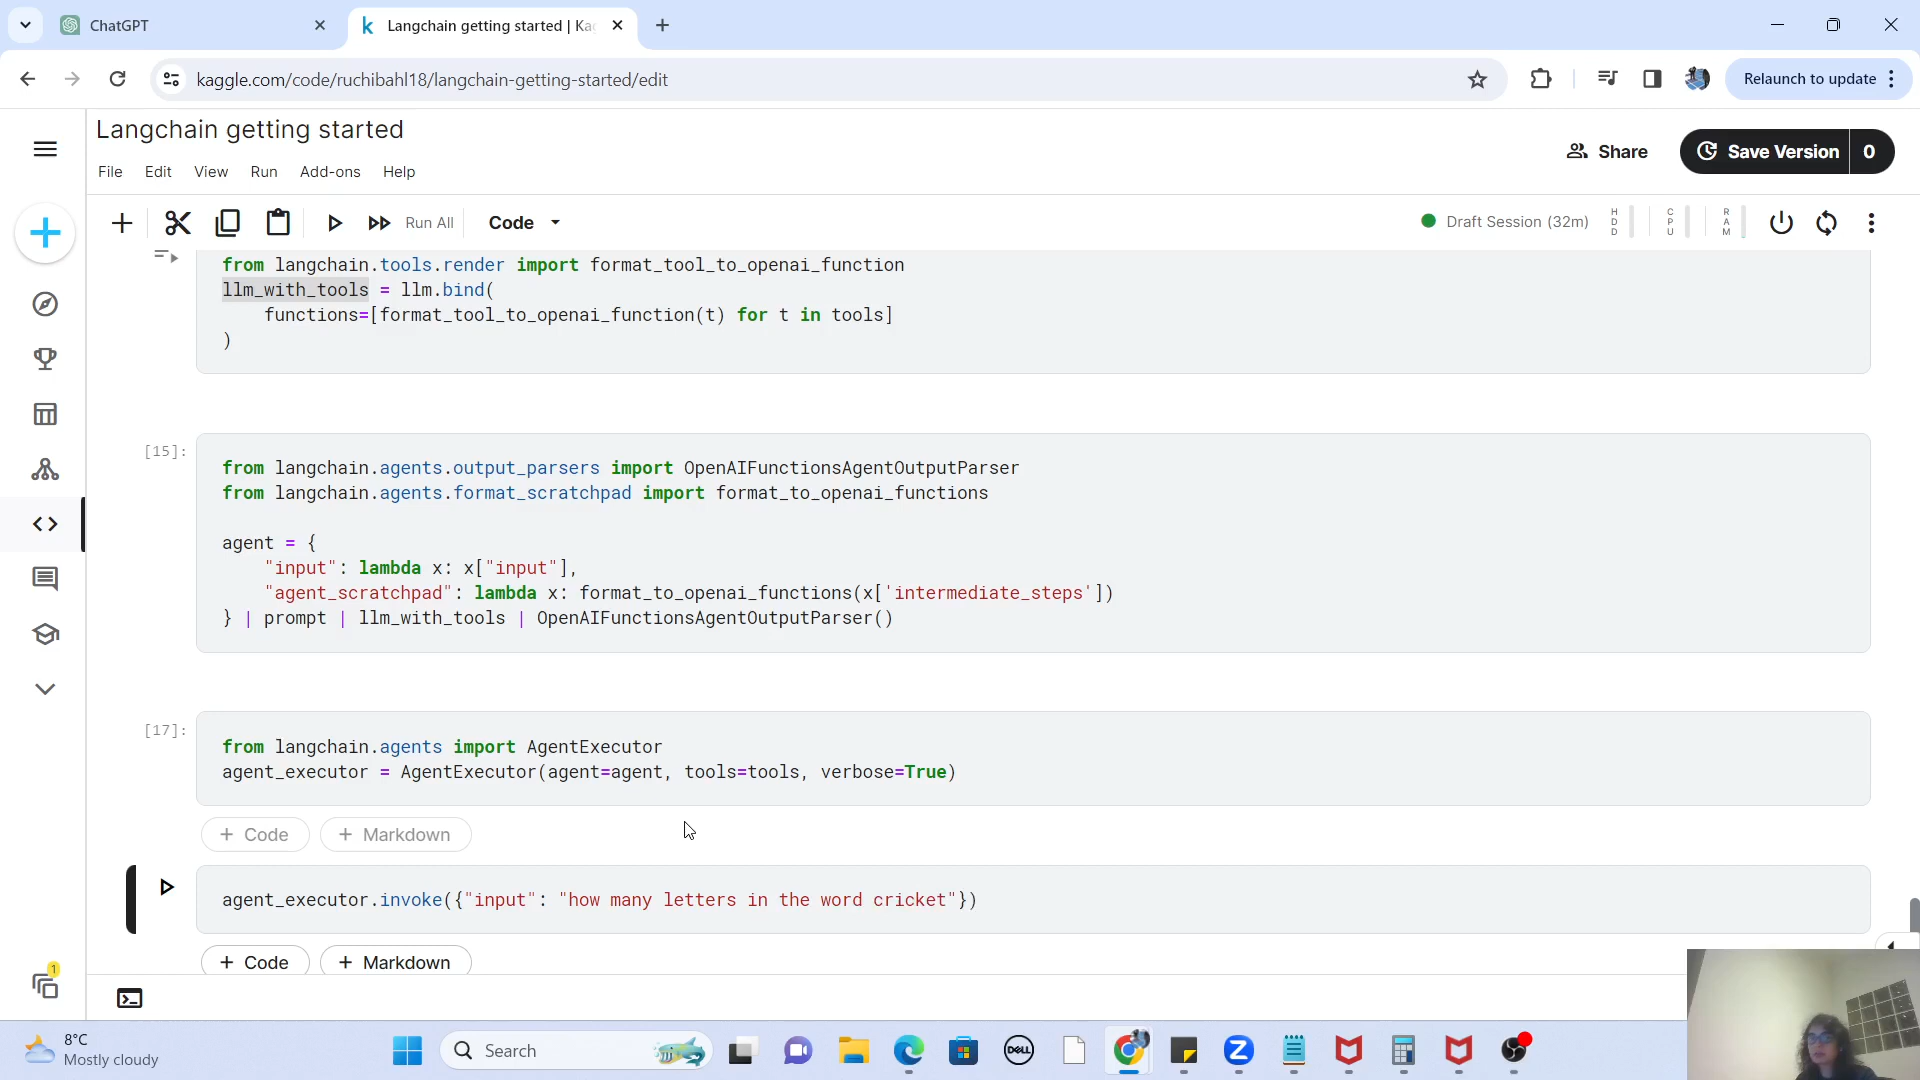 ChatGPT
Langchain getting started | Ka
kaggle.com/code/ruchibahl18/langchain-getting-started/edit
Relaunch to update
Langchain getting started
File Edit View Run Add-ons Help
Share
Save Version 0
Run All
Code
Draft Session (32m)
HDD
CPU
RAM
from langchain.tools.render import format_tool_to_openai_function
llm_with_tools = llm.bind(
functions=[format_tool_to_openai_function(t) for t in tools]
)
[15]:
from langchain.agents.output_parsers import OpenAIFunctionsAgentOutputParser
from langchain.agents.format_scratchpad import format_to_openai_functions
agent = {
"input": lambda x: x["input"],
"agent_scratchpad": lambda x: format_to_openai_functions(x['intermediate_steps'])
} | prompt | llm_with_tools | OpenAIFunctionsAgentOutputParser()
[17]:
from langchain.agents import AgentExecutor
agent_executor = AgentExecutor(agent=agent, tools=tools, verbose=True)
+ Code + Markdown
agent_executor.invoke({"input": "how many letters in the word cricket"})
+ Code + Markdown
1
8°C
Mostly cloudy
Search
DELL